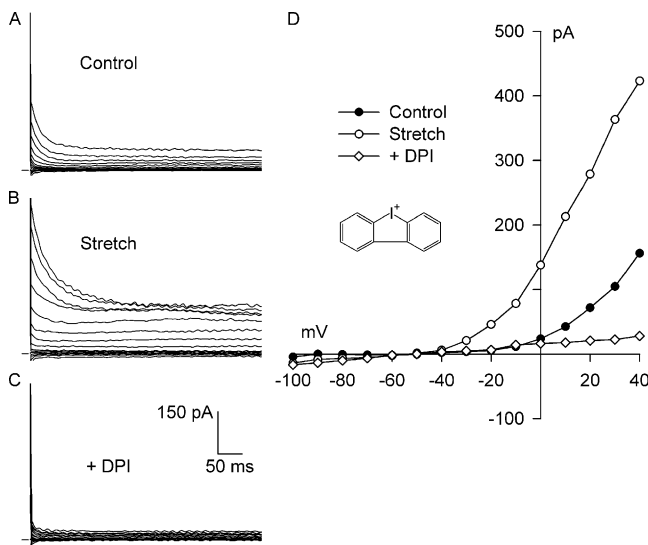 A
Control
B
Stretch
C
+ DPI
150 pA
50 ms
D
pA
500
400
300
200
100
-100
Control
Stretch
+ DPI
I+
mV
-100 -80 -60 -40 -20 0 20 40